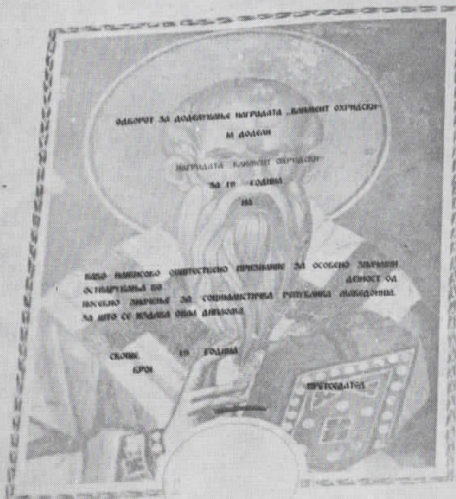 ОДБОРОТ ЗА ДОДЕЛУВАЊЕ НАГРАДАТА „КЛИМЕНТ ОХРИДСКИ“
ЈА ДОДЕЛИ
НАГРАДАТА „КЛИМЕНТ ОХРИДСКИ“
ЗА 19 ГОДИНА
НА
КАКО НАЈВИСОКО ОПШТЕСТВЕНО ПРИЗНАНИЕ ЗА ОСОБЕНО ЗНАЧАЈНИ
ОСТВАРУВАЊА ВО ДЕЈНОСТ ОД
ПОСЕБНО ЗНАЧЕЊЕ ЗА СОЦИЈАЛИСТИЧКА РЕПУБЛИКА МАКЕДОНИЈА.
ЗА ШТО СЕ ИЗДАВА ОВАА ДИПЛОМА
СКОПЈЕ, 19 ГОДИНА
БРОЈ
ПРЕТСЕДАТЕЛ